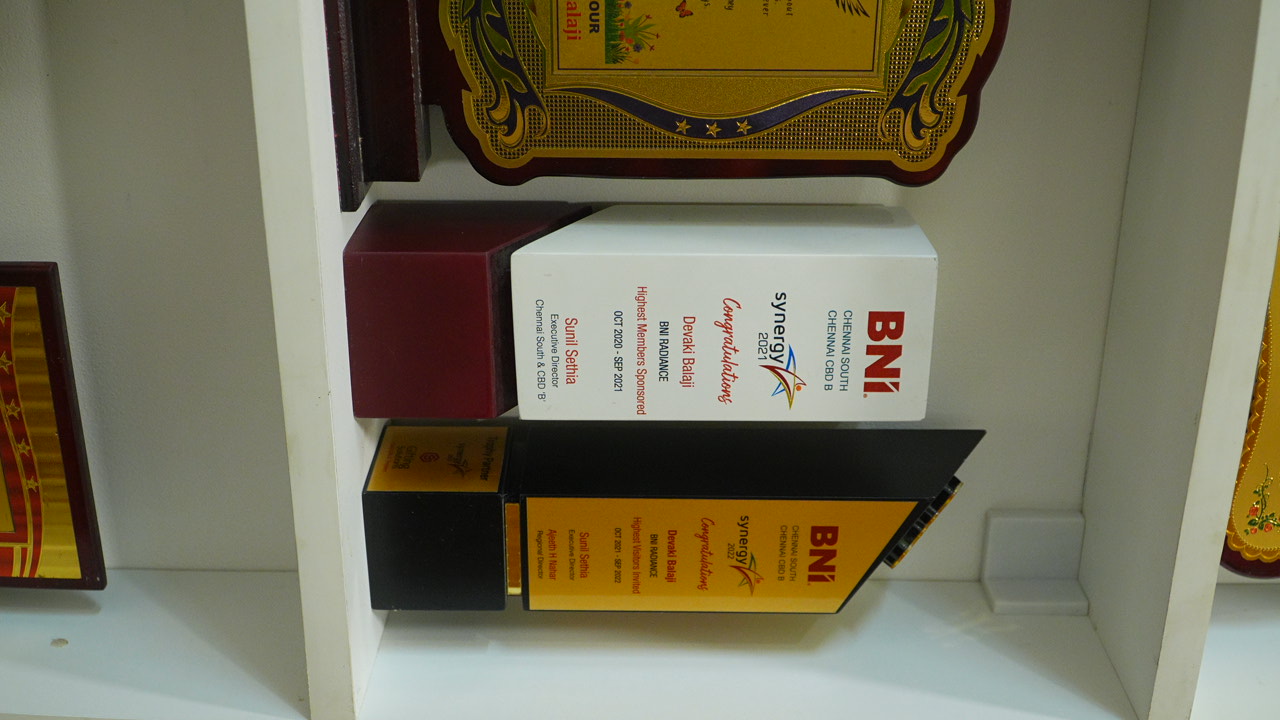 OUR
alaji
BNI
CHENNAI SOUTH
CHENNAI CBD B
synergy
2021
Congratulations
Devaki Balaji
BNI RADIANCE
Highest Members Sponsored
OCT 2020 - SEP 2021
Sunil Sethia
Executive Director
Chennai South & CBD 'B'
BNI
CHENNAI SOUTH
CHENNAI CBD 'B'
synergy
2022
Congratulations
Devaki Balaji
BNI RADIANCE
Highest Visitors Invited
OCT 2021 - SEP 2022
Sunil Sethia
Executive Director
Ajeeth H Nahar
Regional Director
Trophy Partner
synergy
Gifting